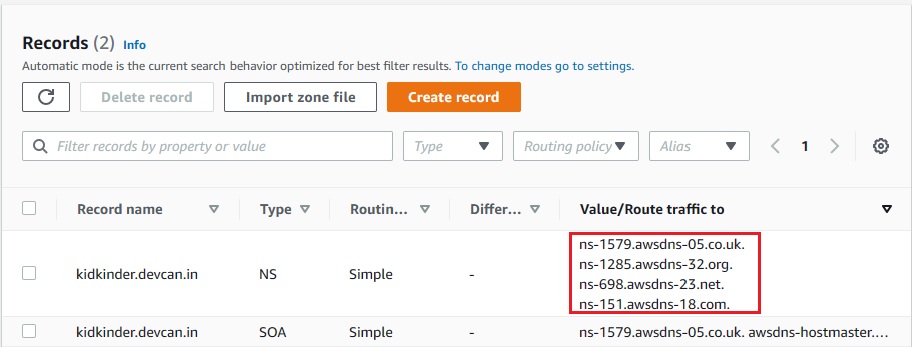 Records (2) Info
Automatic mode is the current search behavior optimized for best filter results. To change modes go to settings.
Delete record Import zone file Create record
Filter records by property or value Type Routing policy Alias 1
Record name Type Routin... Differ... Value/Route traffic to
ns-1579.awsdns-05.co.uk.
ns-1285.awsdns-32.org.
kidkinder.devcan.in NS Simple -
ns-698.awsdns-23.net.
ns-151.awsdns-18.com.
kidkinder.devcan.in SOA Simple - ns-1579.awsdns-05.co.uk. awsdns-hostmaster....